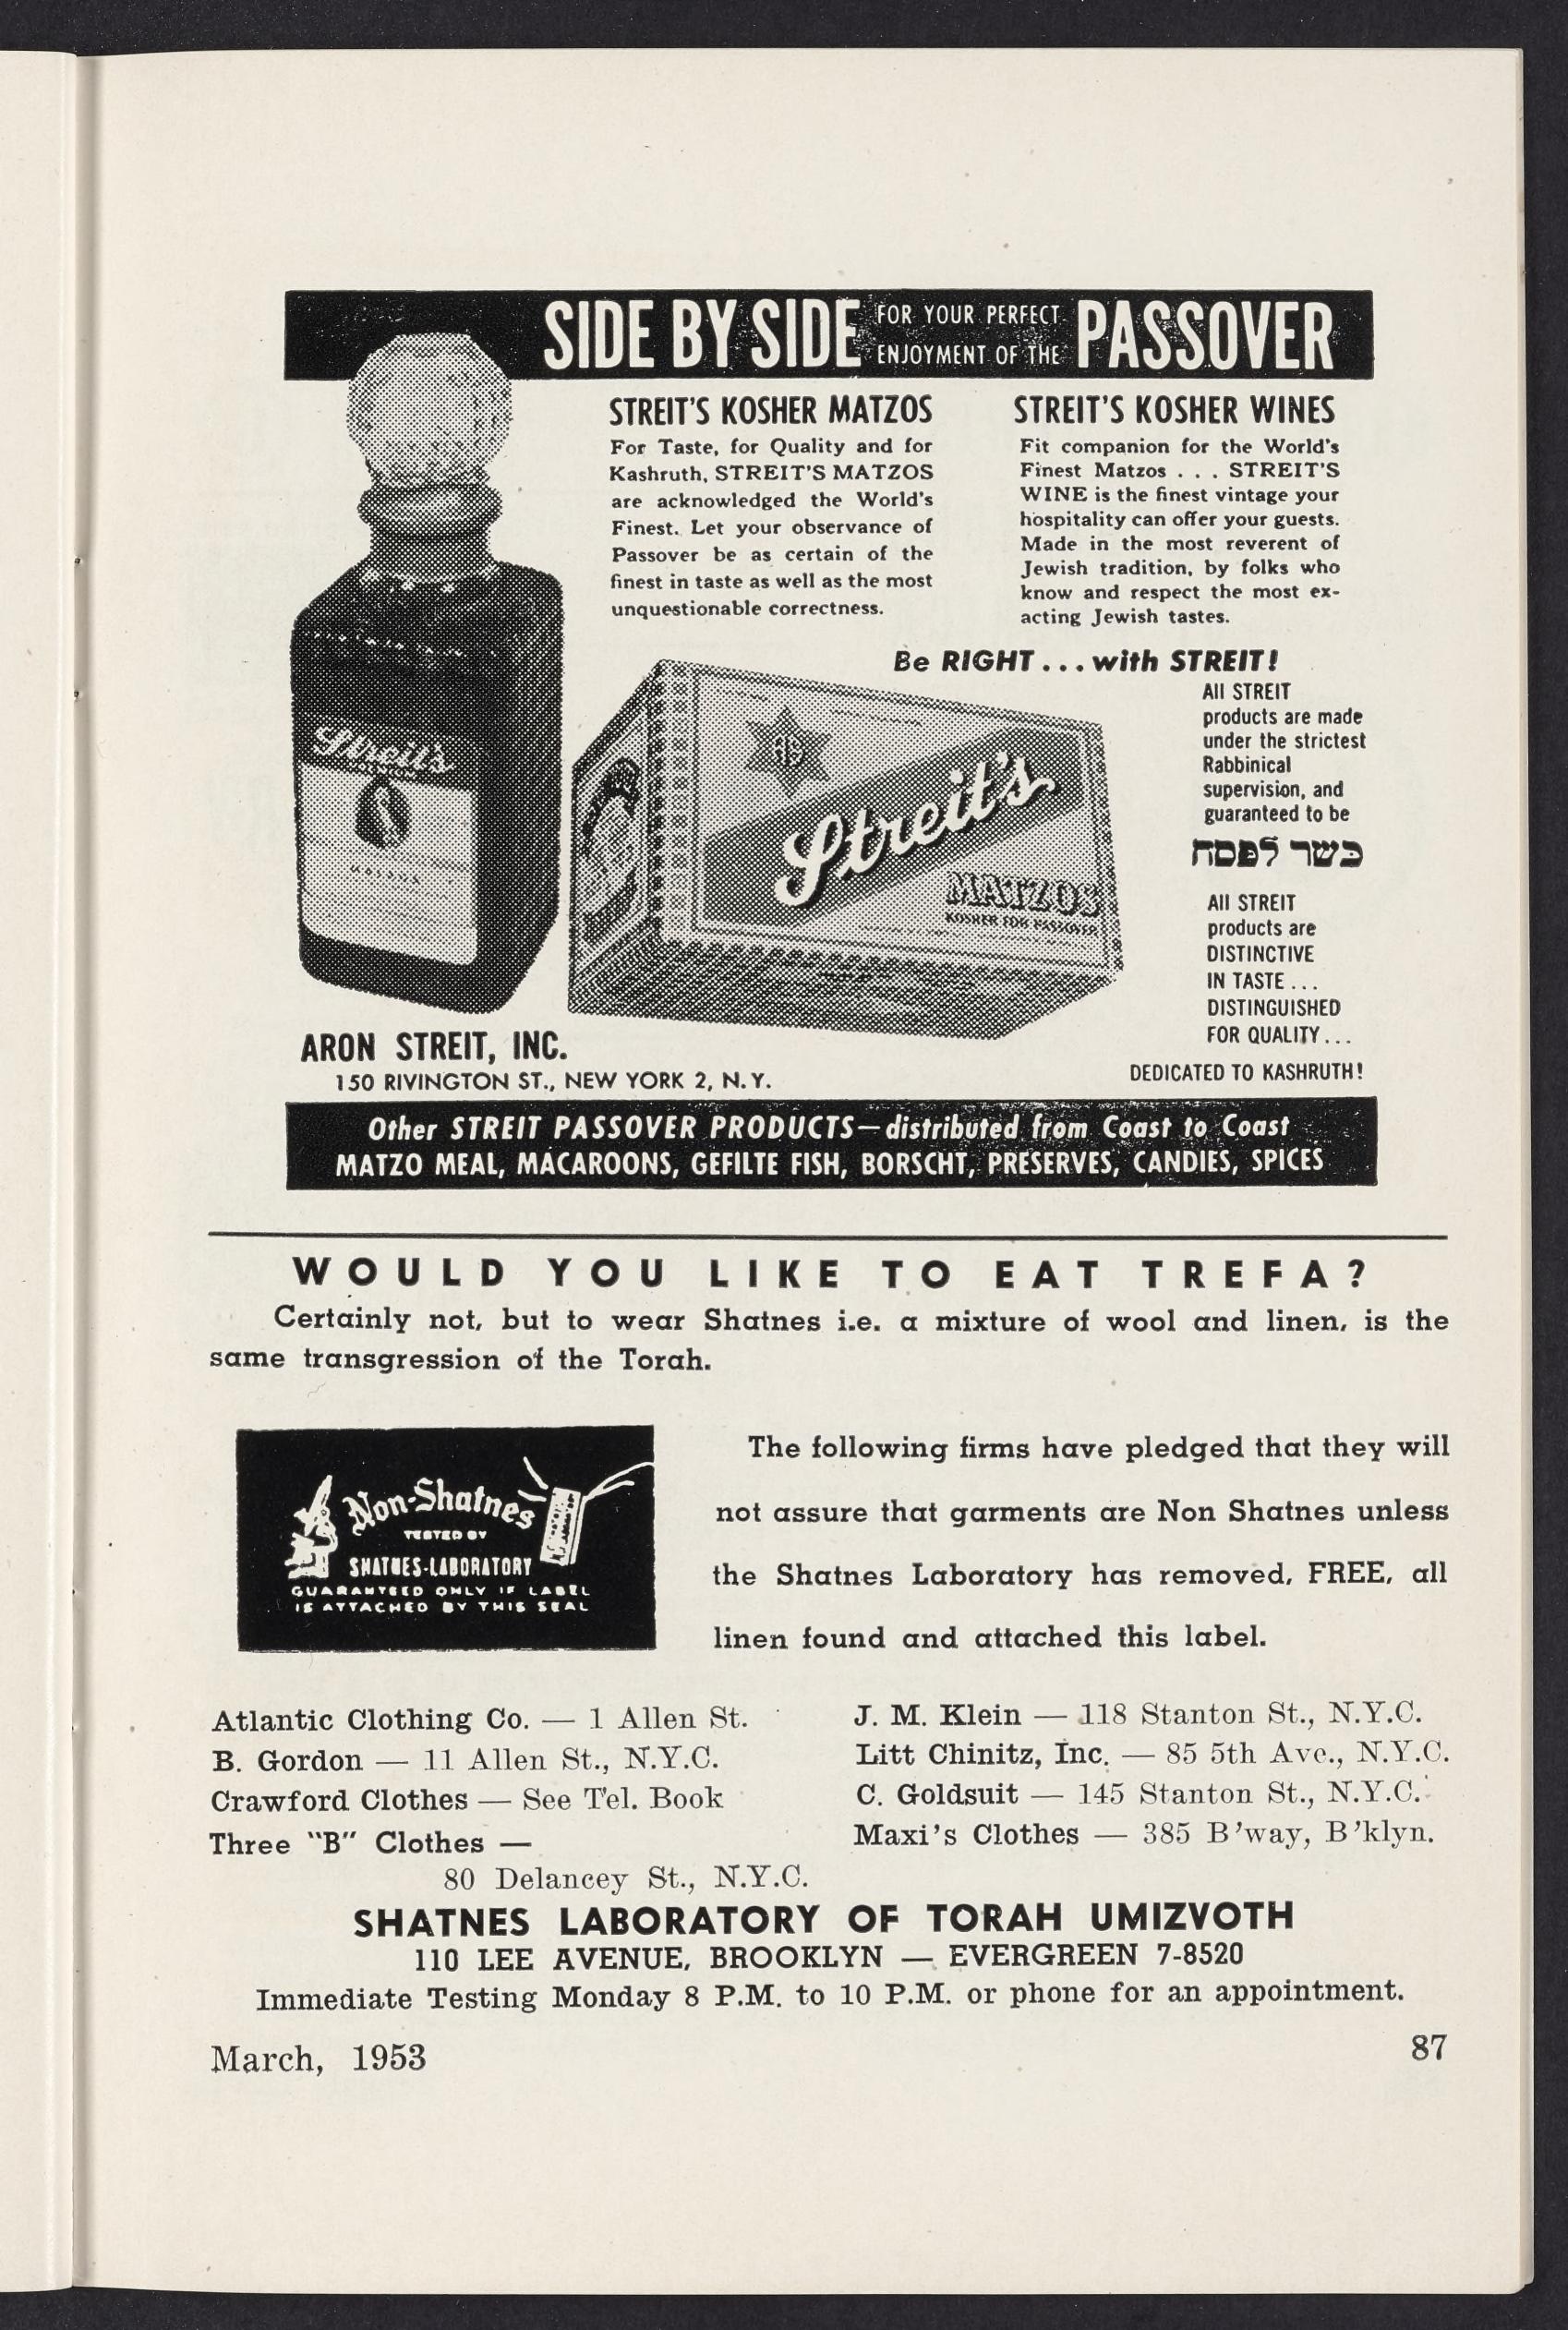 SIDE BY SIDE FOR YOUR PERFECT ENJOYMENT OF THE PASSOVER
STREIT'S KOSHER MATZOS
For Taste, for Quality and for
Kashruth, STREIT'S MATZOS
are acknowledged the World's
Finest. Let your observance of
Passover be as certain of the
finest in taste as well as the most
unquestionable correctness.
STREIT'S KOSHER WINES
Fit companion for the World's
Finest Matzos . . . STREIT'S
WINE is the finest vintage your
hospitality can offer your guests.
Made in the most reverent of
Jewish tradition, by folks who
know and respect the most ex-
acting Jewish tastes.
Be RIGHT . . . with STREIT!
All STREIT
products are made
under the strictest
Rabbinical
supervision, and
guaranteed to be
כשר לפסח
All STREIT
products are
DISTINCTIVE
IN TASTE . . .
DISTINGUISHED
FOR QUALITY . . .
DEDICATED TO KASHRUTH!
Streit's
Streit's
MATZOS
KOSHER FOR PASSOVER
ARON STREIT, INC.
150 RIVINGTON ST., NEW YORK 2, N.Y.
Other STREIT PASSOVER PRODUCTS—distributed from Coast to Coast
MATZO MEAL, MACAROONS, GEFILTE FISH, BORSCHT, PRESERVES, CANDIES, SPICES
WOULD YOU LIKE TO EAT TREFA?
Certainly not, but to wear Shatnes i.e. a mixture of wool and linen, is the
same transgression of the Torah.
Non-Shatnes
TESTED BY
SHATNES-LABORATORY
GUARANTEED ONLY IF LABEL
IS ATTACHED BY THIS SEAL
The following firms have pledged that they will
not assure that garments are Non Shatnes unless
the Shatnes Laboratory has removed, FREE, all
linen found and attached this label.
Atlantic Clothing Co. — 1 Allen St.
B. Gordon — 11 Allen St., N.Y.C.
Crawford Clothes — See Tel. Book
Three "B" Clothes —
80 Delancey St., N.Y.C.
J. M. Klein — 118 Stanton St., N.Y.C.
Litt Chinitz, Inc. — 85 5th Ave., N.Y.C.
C. Goldsuit — 145 Stanton St., N.Y.C.
Maxi's Clothes — 385 B'way, B'klyn.
SHATNES LABORATORY OF TORAH UMIZVOTH
110 LEE AVENUE, BROOKLYN — EVERGREEN 7-8520
Immediate Testing Monday 8 P.M. to 10 P.M. or phone for an appointment.
March, 1953
87